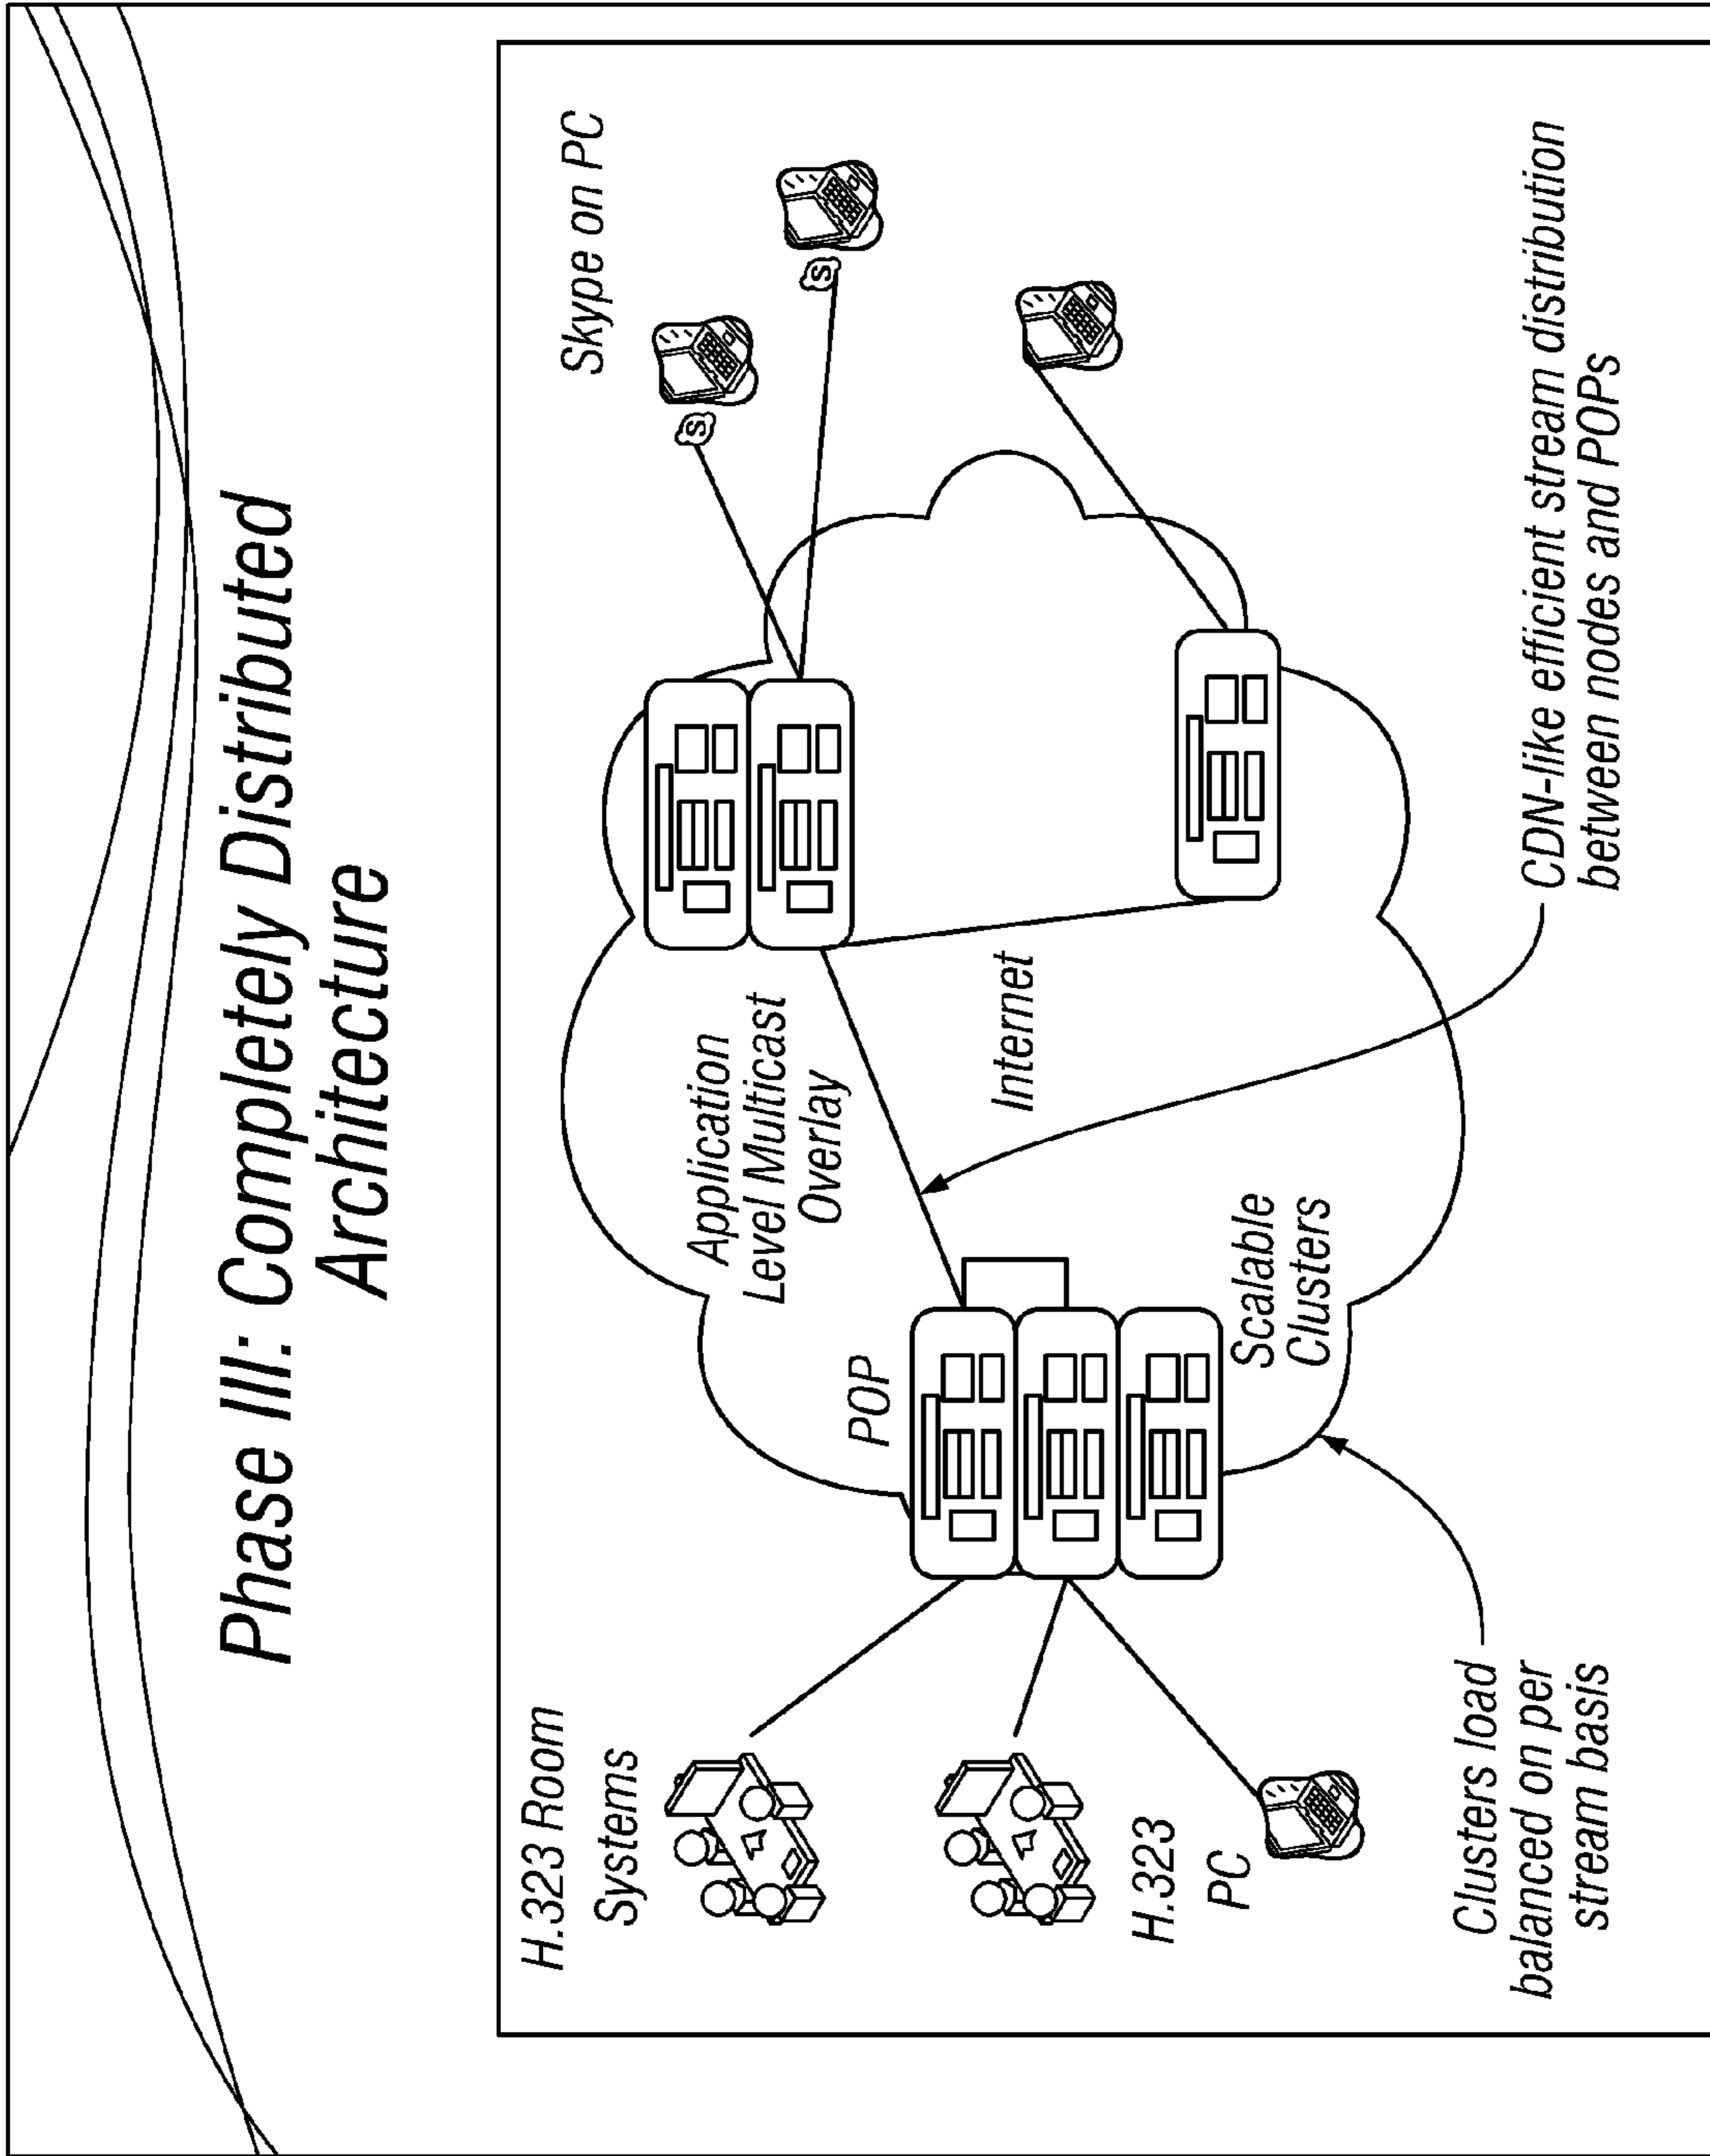 Phase III: Completely Distributed
Architecture
H.323 Room
Systems
H.323
PC
POP
Application
Level Multicast
Overlay
Internet
Scalable
Clusters
Skype on PC
S
S
Clusters load
balanced on per
stream basis
CDN-like efficient stream distribution
between nodes and POPs